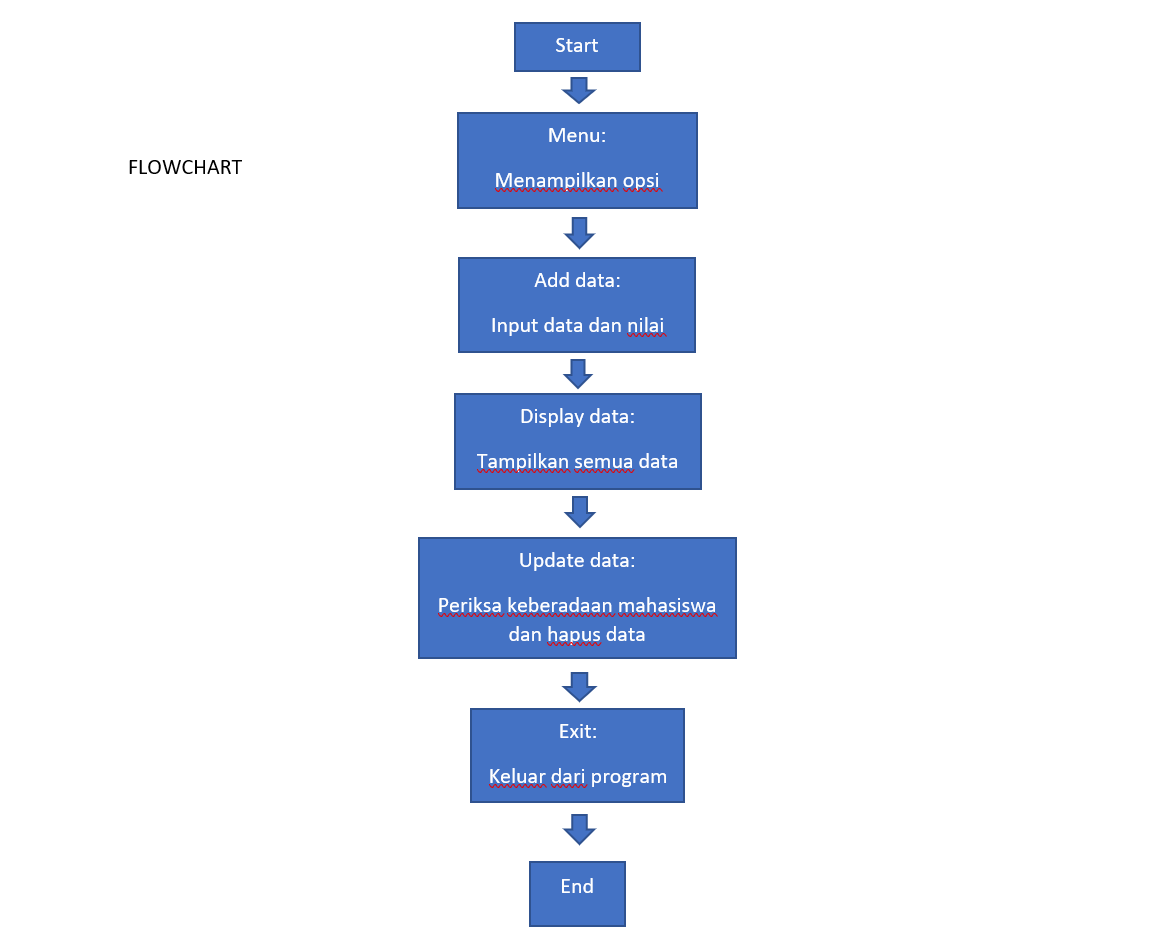 Start
Menu:
FLOWCHART
Menampilkan opsi
Add data:
Input data dan nilai
Display data:
Tampilkan semua data
Update data:
Periksa keberadaan mahasiswa
dan hapus data
Exit:
Keluar dari program
End